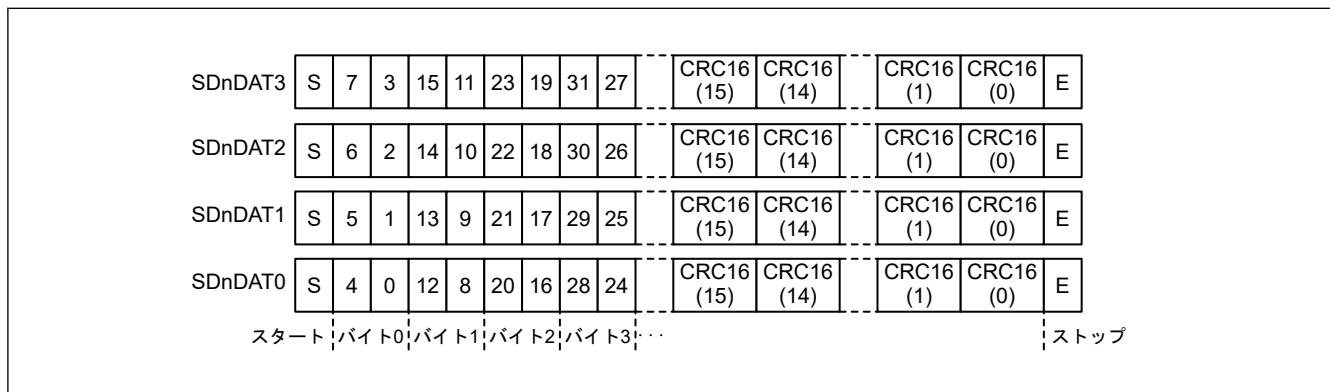 SDnDAT3 S 7 3 15 11 23 19 31 27 CRC16 (15) CRC16 (14) CRC16 (1) CRC16 (0) E
SDnDAT2 S 6 2 14 10 22 18 30 26 CRC16 (15) CRC16 (14) CRC16 (1) CRC16 (0) E
SDnDAT1 S 5 1 13 9 21 17 29 25 CRC16 (15) CRC16 (14) CRC16 (1) CRC16 (0) E
SDnDAT0 S 4 0 12 8 20 16 28 24 CRC16 (15) CRC16 (14) CRC16 (1) CRC16 (0) E
スタート バイト0 バイト1 バイト2 バイト3 ··· ストップ